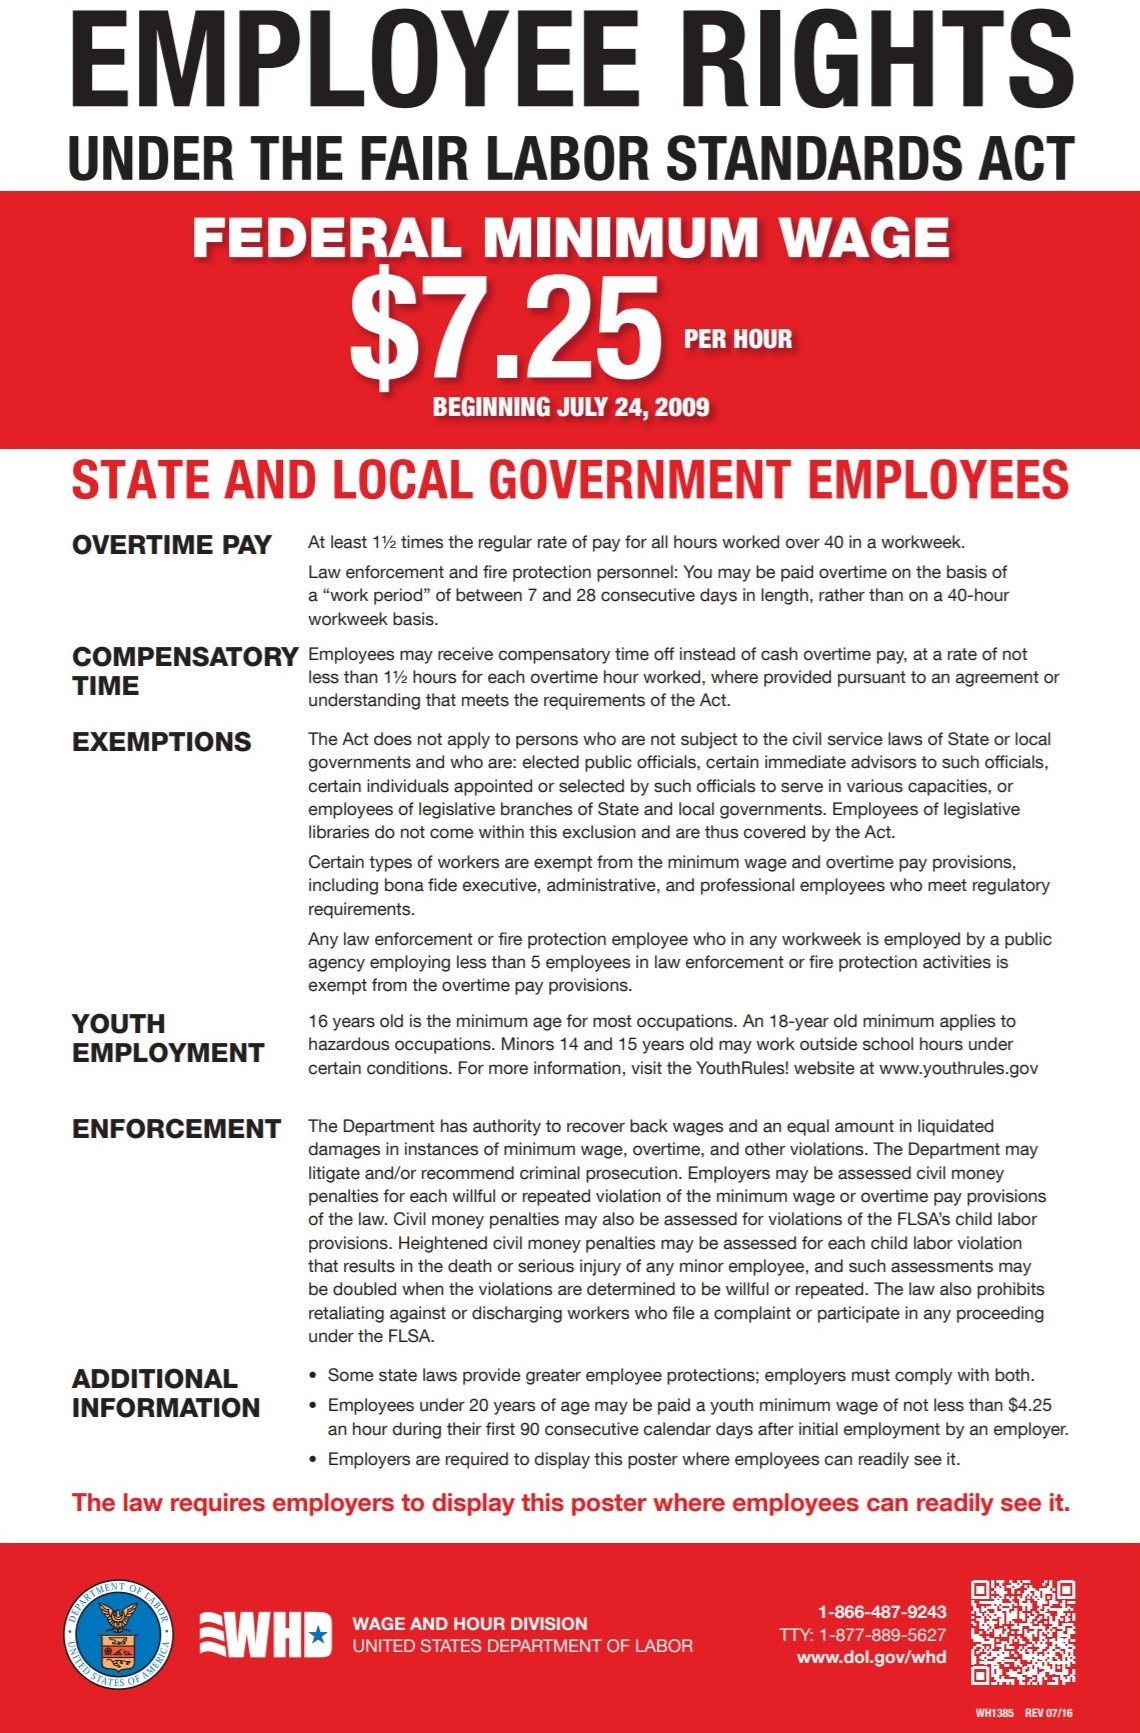 EMPLOYEE RIGHTS
UNDER THE FAIR LABOR STANDARDS ACT
FEDERAL MINIMUM WAGE
$7.25 PER HOUR
BEGINNING JULY 24, 2009
STATE AND LOCAL GOVERNMENT EMPLOYEES
OVERTIME PAY
At least 1½ times the regular rate of pay for all hours worked over 40 in a workweek.
Law enforcement and fire protection personnel: You may be paid overtime on the basis of
a “work period” of between 7 and 28 consecutive days in length, rather than on a 40-hour
workweek basis.
COMPENSATORY
TIME
Employees may receive compensatory time off instead of cash overtime pay, at a rate of not
less than 1½ hours for each overtime hour worked, where provided pursuant to an agreement or
understanding that meets the requirements of the Act.
EXEMPTIONS
The Act does not apply to persons who are not subject to the civil service laws of State or local
governments and who are: elected public officials, certain immediate advisors to such officials,
certain individuals appointed or selected by such officials to serve in various capacities, or
employees of legislative branches of State and local governments. Employees of legislative
libraries do not come within this exclusion and are thus covered by the Act.
Certain types of workers are exempt from the minimum wage and overtime pay provisions,
including bona fide executive, administrative, and professional employees who meet regulatory
requirements.
Any law enforcement or fire protection employee who in any workweek is employed by a public
agency employing less than 5 employees in law enforcement or fire protection activities is
exempt from the overtime pay provisions.
YOUTH
EMPLOYMENT
16 years old is the minimum age for most occupations. An 18-year old minimum applies to
hazardous occupations. Minors 14 and 15 years old may work outside school hours under
certain conditions. For more information, visit the YouthRules! website at www.youthrules.gov
ENFORCEMENT
The Department has authority to recover back wages and an equal amount in liquidated
damages in instances of minimum wage, overtime, and other violations. The Department may
litigate and/or recommend criminal prosecution. Employers may be assessed civil money
penalties for each willful or repeated violation of the minimum wage or overtime pay provisions
of the law. Civil money penalties may also be assessed for violations of the FLSA’s child labor
provisions. Heightened civil money penalties may be assessed for each child labor violation
that results in the death or serious injury of any minor employee, and such assessments may
be doubled when the violations are determined to be willful or repeated. The law also prohibits
retaliating against or discharging workers who file a complaint or participate in any proceeding
under the FLSA.
ADDITIONAL
INFORMATION
• Some state laws provide greater employee protections; employers must comply with both.
• Employees under 20 years of age may be paid a youth minimum wage of not less than $4.25
an hour during their first 90 consecutive calendar days after initial employment by an employer.
• Employers are required to display this poster where employees can readily see it.
The law requires employers to display this poster where employees can readily see it.
DEPARTMENT OF LABOR
UNITED STATES OF AMERICA
WHD
WAGE AND HOUR DIVISION
UNITED STATES DEPARTMENT OF LABOR
1-866-487-9243
TTY: 1-877-889-5627
www.dol.gov/whd
WH1385 REV 07/16